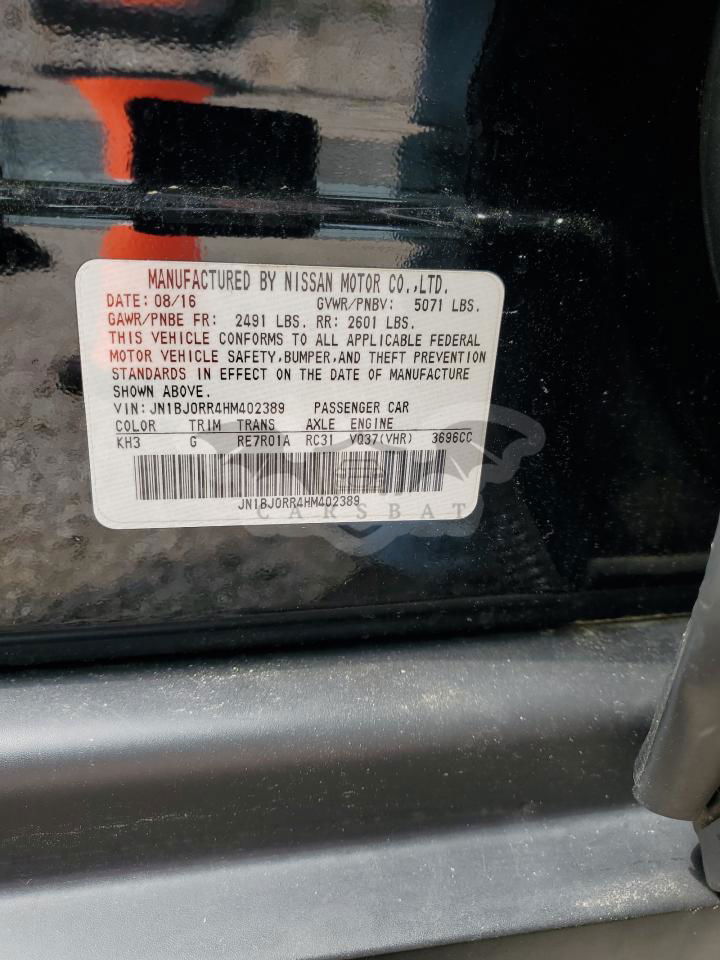 MANUFACTURED BY NISSAN MOTOR CO.,LTD.
DATE: 08/16 GVWR/PNBV: 5071 LBS.
GAWR/PNBE FR: 2491 LBS. RR: 2601 LBS.
THIS VEHICLE CONFORMS TO ALL APPLICABLE FEDERAL
MOTOR VEHICLE SAFETY,BUMPER,AND THEFT PREVENTION
STANDARDS IN EFFECT ON THE DATE OF MANUFACTURE
SHOWN ABOVE.
VIN:JN1BJ0RR4HM402389 PASSENGER CAR
COLOR TRIM TRANS AXLE ENGINE
KH3 G RE7R01A RC31 VQ37(VHR) 3696CC
JN1BJ0RR4HM402389
CARSBAT